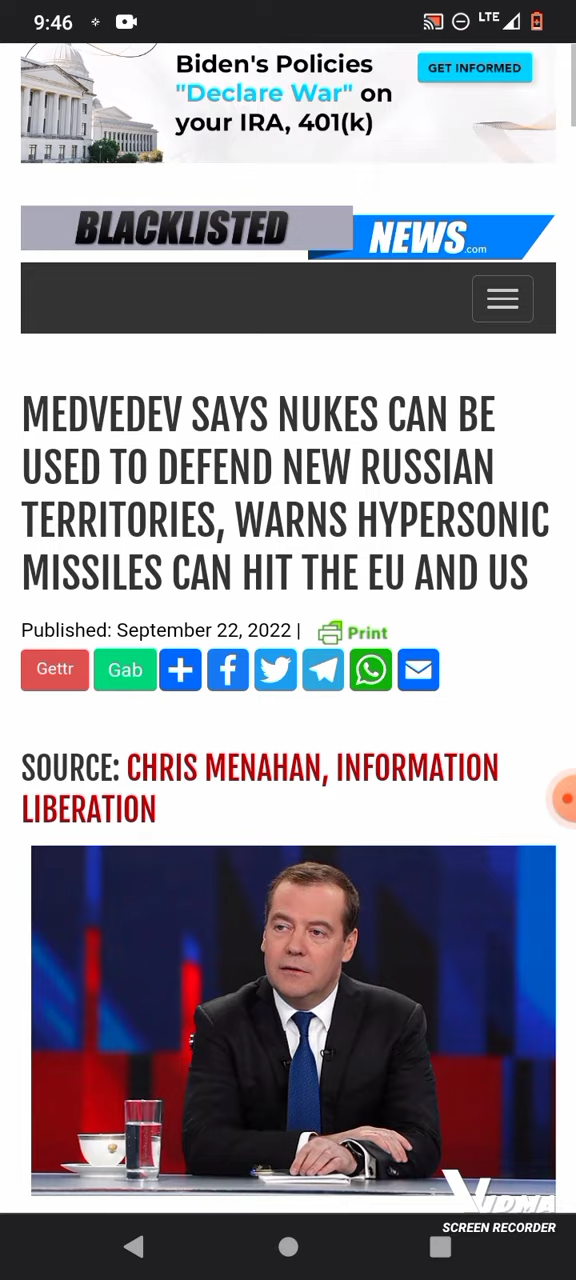 9:46
LTE
Biden's Policies
"Declare War" on
your IRA, 401(k)
GET INFORMED
BLACKLISTED
NEWS.com
MEDVEDEV SAYS NUKES CAN BE
USED TO DEFEND NEW RUSSIAN
TERRITORIES, WARNS HYPERSONIC
MISSILES CAN HIT THE EU AND US
Published: September 22, 2022 | Print
Gettr Gab
SOURCE: CHRIS MENAHAN, INFORMATION
LIBERATION
VIDMA
SCREEN RECORDER